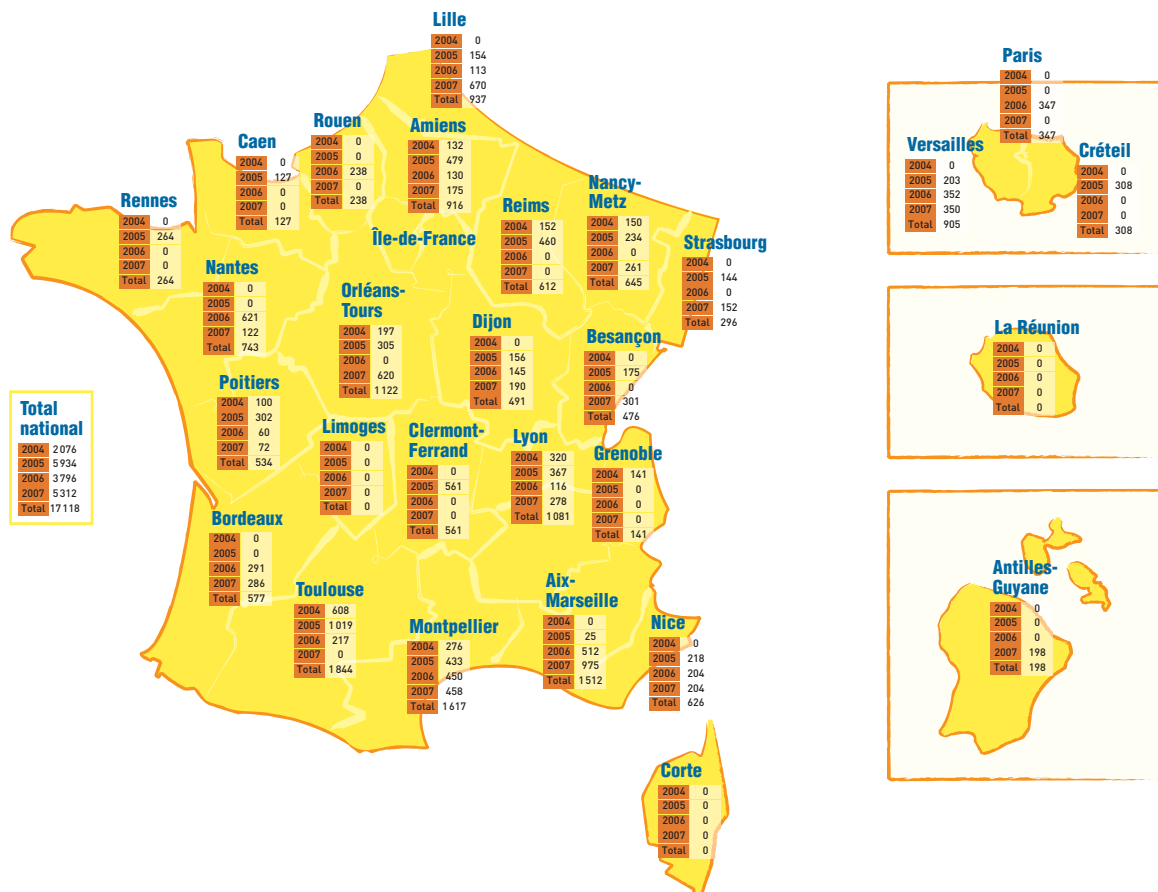 Lille
2004 0
2005 154
2006 113
2007 670
Total 937
Rouen
2004 0
2005 0
2006 238
2007 0
Total 238
Amiens
2004 132
2005 479
2006 130
2007 175
Total 916
Caen
2004 0
2005 127
2006 0
2007 0
Total 127
Nancy-
Metz
2004 150
2005 234
2006 0
2007 261
Total 645
Rennes
2004 0
2005 264
2006 0
2007 0
Total 264
Reims
2004 152
2005 460
2006 0
2007 0
Total 612
Île-de-France
Strasbourg
2004 0
2005 144
2006 0
2007 152
Total 296
Nantes
2004 0
2005 0
2006 621
2007 122
Total 743
Orléans-
Tours
2004 197
2005 305
2006 0
2007 620
Total 1 122
Dijon
2004 0
2005 156
2006 145
2007 190
Total 491
Besançon
2004 0
2005 175
2006 0
2007 301
Total 476
Poitiers
2004 100
2005 302
2006 60
2007 72
Total 534
Total
national
2004 2 076
2005 5 934
2006 3 796
2007 5 312
Total 17 118
Limoges
2004 0
2005 0
2006 0
2007 0
Total 0
Clermont-
Ferrand
2004 0
2005 561
2006 0
2007 0
Total 561
Lyon
2004 320
2005 367
2006 116
2007 278
Total 1 081
Grenoble
2004 141
2005 0
2006 0
2007 0
Total 141
Bordeaux
2004 0
2005 0
2006 291
2007 286
Total 577
Toulouse
2004 608
2005 1 019
2006 217
2007 0
Total 1 844
Montpellier
2004 276
2005 433
2006 450
2007 458
Total 1 617
Aix-
Marseille
2004 0
2005 25
2006 512
2007 975
Total 1 512
Nice
2004 0
2005 218
2006 204
2007 204
Total 626
Corte
2004 0
2005 0
2006 0
2007 0
Total 0
Paris
2004 0
2005 0
2006 347
2007 0
Total 347
Versailles
2004 0
2005 203
2006 352
2007 350
Total 905
Créteil
2004 0
2005 308
2006 0
2007 0
Total 308
La Réunion
2004 0
2005 0
2006 0
2007 0
Total 0
Antilles-
Guyane
2004 0
2005 0
2006 0
2007 198
Total 198